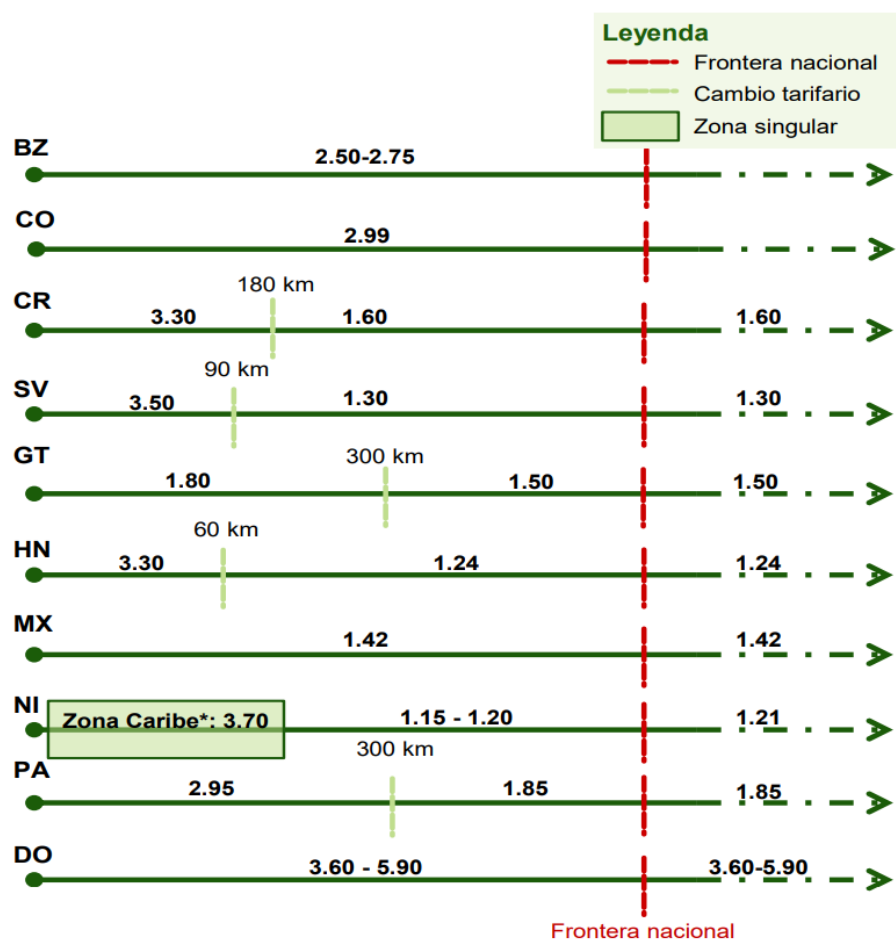 Leyenda
Frontera nacional
Cambio tarifario
Zona singular
BZ
2.50-2.75
CO
2.99
180 km
CR
3.30 1.60 1.60
90 km
SV
3.50 1.30 1.30
GT
300 km
1.80 1.50 1.50
60 km
HN
3.30 1.24 1.24
MX
1.42 1.42
NI
Zona Caribe*: 3.70 1.15 - 1.20 1.21
300 km
PA
2.95 1.85 1.85
DO
3.60 - 5.90 3.60-5.90
Frontera nacional